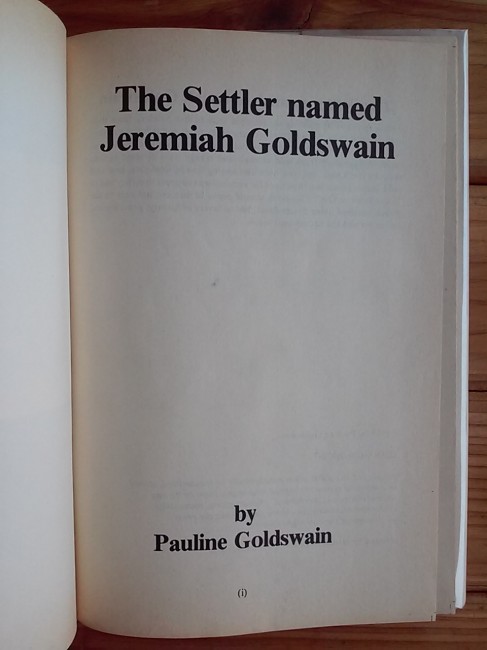 The Settler named
Jeremiah Goldswain
by
Pauline Goldswain
(i)